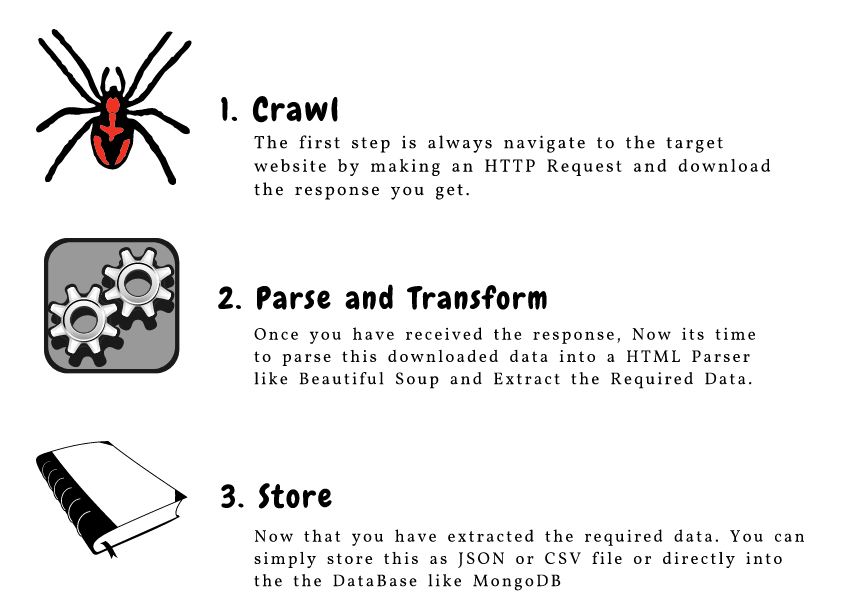 1. Crawl
The first step is always navigate to the target
website by making an HTTP Request and download
the response you get.
2. Parse and Transform
Once you have received the response, Now its time
to parse this downloaded data into a HTML Parser
like Beautiful Soup and Extract the Required Data.
3. Store
Now that you have extracted the required data. You can
simply store this as JSON or CSV file or directly into
the the DataBase like MongoDB